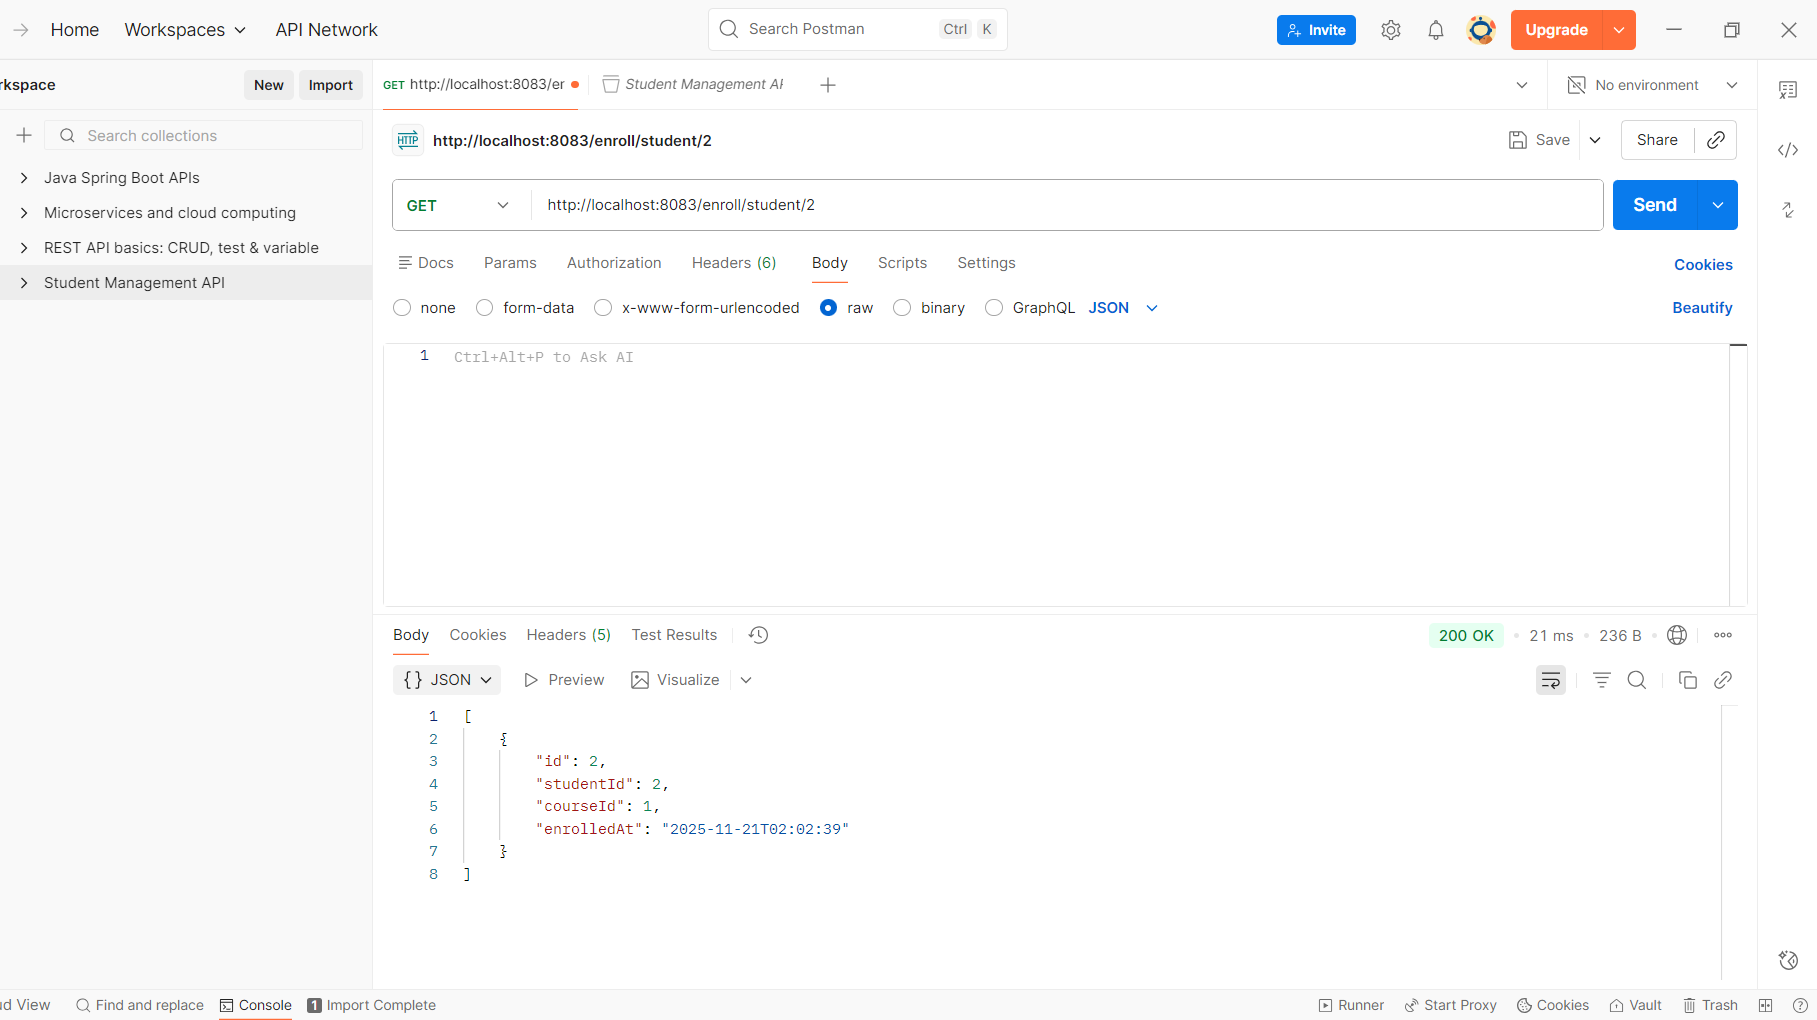 Home Workspaces API Network Search Postman Ctrl K Invite Upgrade
rkspace New Import GET http://localhost:8083/er Student Management AP No environment
Search collections
http://localhost:8083/enroll/student/2 Save Share
Java Spring Boot APIs
Microservices and cloud computing
REST API basics: CRUD, test & variable
Student Management API
GET http://localhost:8083/enroll/student/2 Send
Docs Params Authorization Headers (6) Body Scripts Settings Cookies
none form-data x-www-form-urlencoded raw binary GraphQL JSON Beautify
1 Ctrl+Alt+P to Ask AI
Body Cookies Headers (5) Test Results 200 OK 21 ms 236 B
{} JSON Preview Visualize
1 [
2 {
3 "id": 2,
4 "studentId": 2,
5 "courseId": 1,
6 "enrolledAt": "2025-11-21T02:02:39"
7 }
8 ]
ud View Find and replace Console 1 Import Complete Runner Start Proxy Cookies Vault Trash